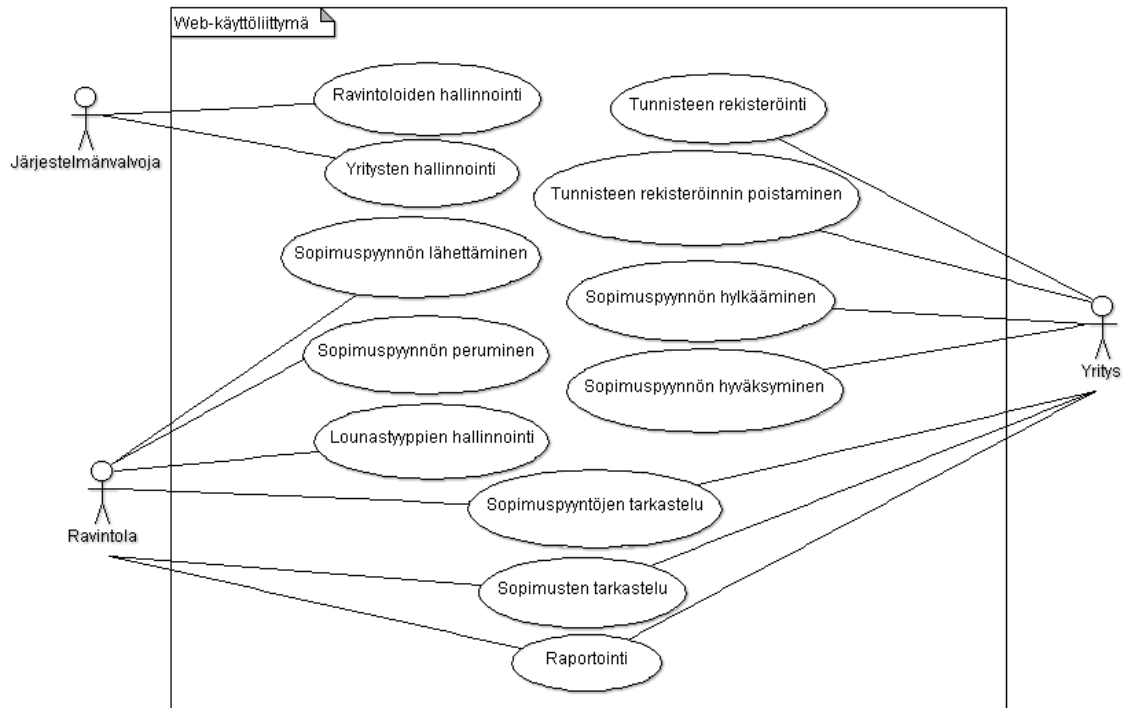 Web-käyttöliittymä
Ravintoloiden hallinnointi
Tunnisteen rekisteröinti
Järjestelmänvalvoja
Yritysten hallinnointi
Tunnisteen rekisteröinnin poistaminen
Sopimuspyynnön lähettäminen
Sopimuspyynnön hylkääminen
Sopimuspyynnön peruminen
Yritys
Sopimuspyynnön hyväksyminen
Lounastyyppien hallinnointi
Sopimuspyyntöjen tarkastelu
Ravintola
Sopimusten tarkastelu
Raportointi